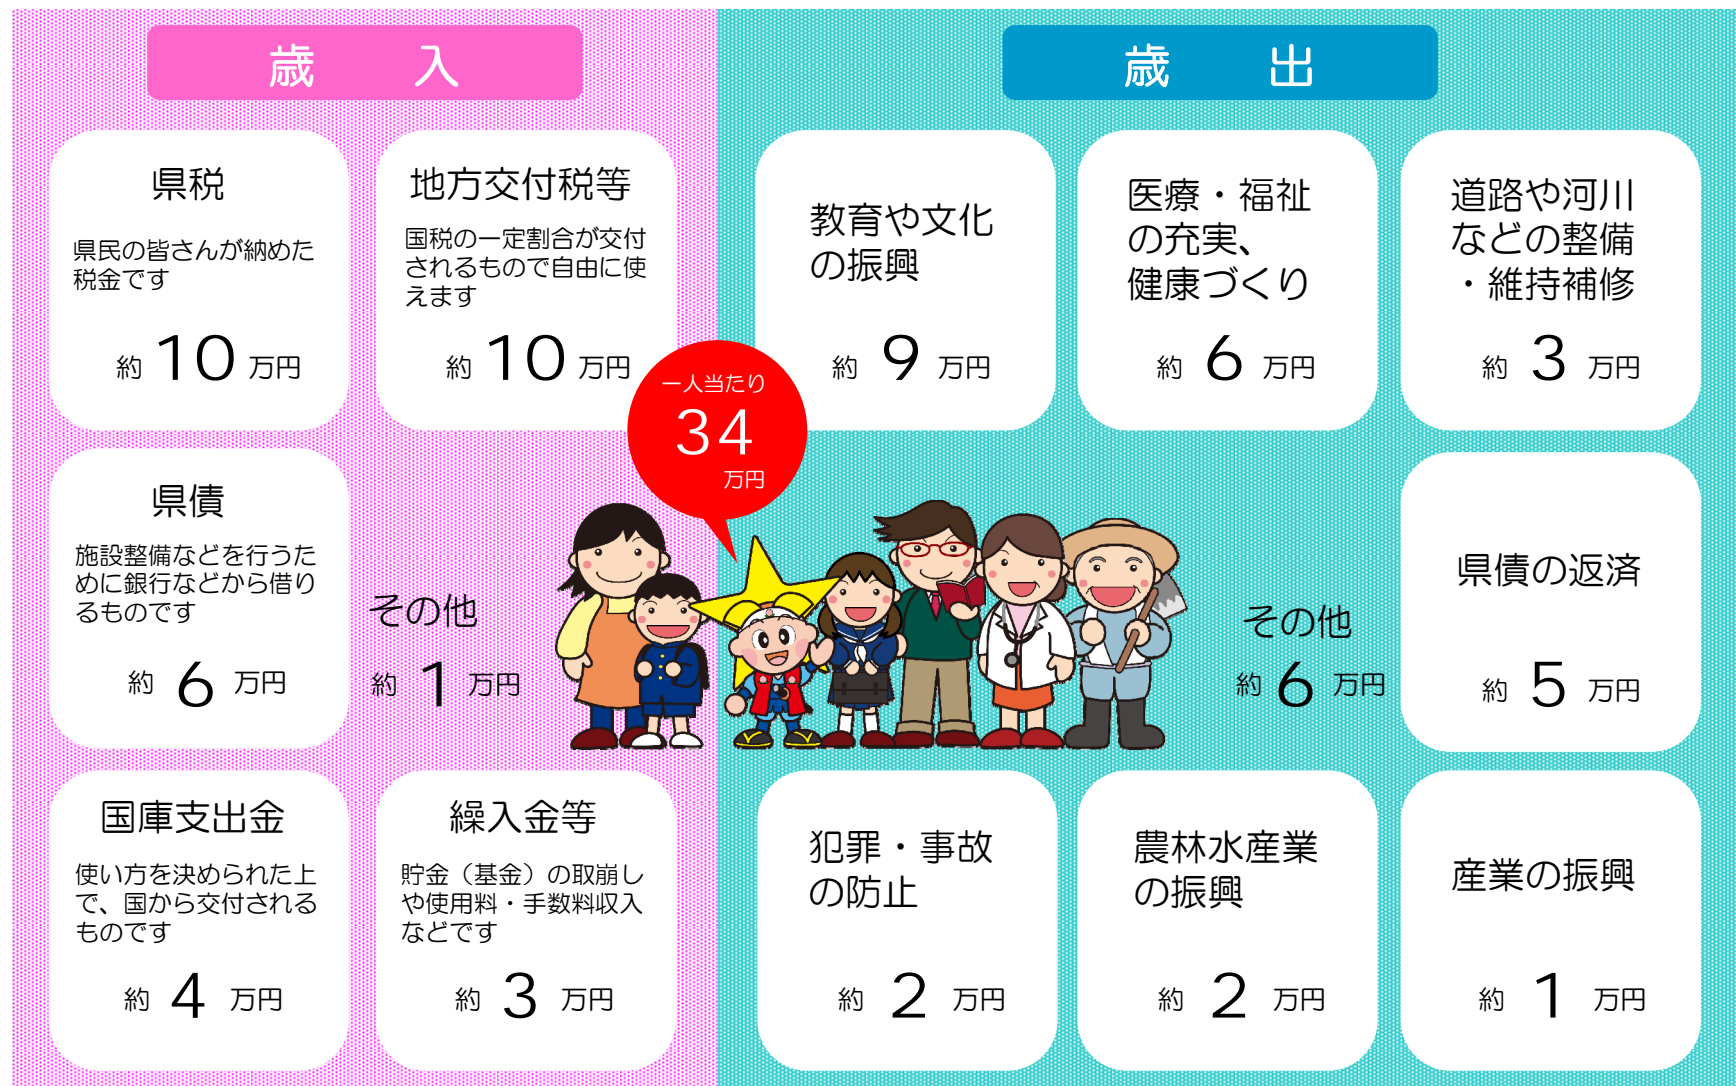 歳　入
県税
県民の皆さんが納めた
税金です
約 10 万円
地方交付税等
国税の一定割合が交付
されるもので自由に使
えます
約 10 万円
県債
施設整備などを行うた
めに銀行などから借り
るものです
約 6 万円
その他
約 1 万円
国庫支出金
使い方を決められた上
で、国から交付される
ものです
約 4 万円
繰入金等
貯金（基金）の取崩し
や使用料・手数料収入
などです
約 3 万円
一人当たり
34
万円
歳　出
教育や文化
の振興
約 9 万円
医療・福祉
の充実、
健康づくり
約 6 万円
道路や河川
などの整備
・維持補修
約 3 万円
その他
約 6 万円
県債の返済
約 5 万円
犯罪・事故
の防止
約 2 万円
農林水産業
の振興
約 2 万円
産業の振興
約 1 万円